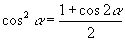 cos² α = (1 + cos 2α) / 2